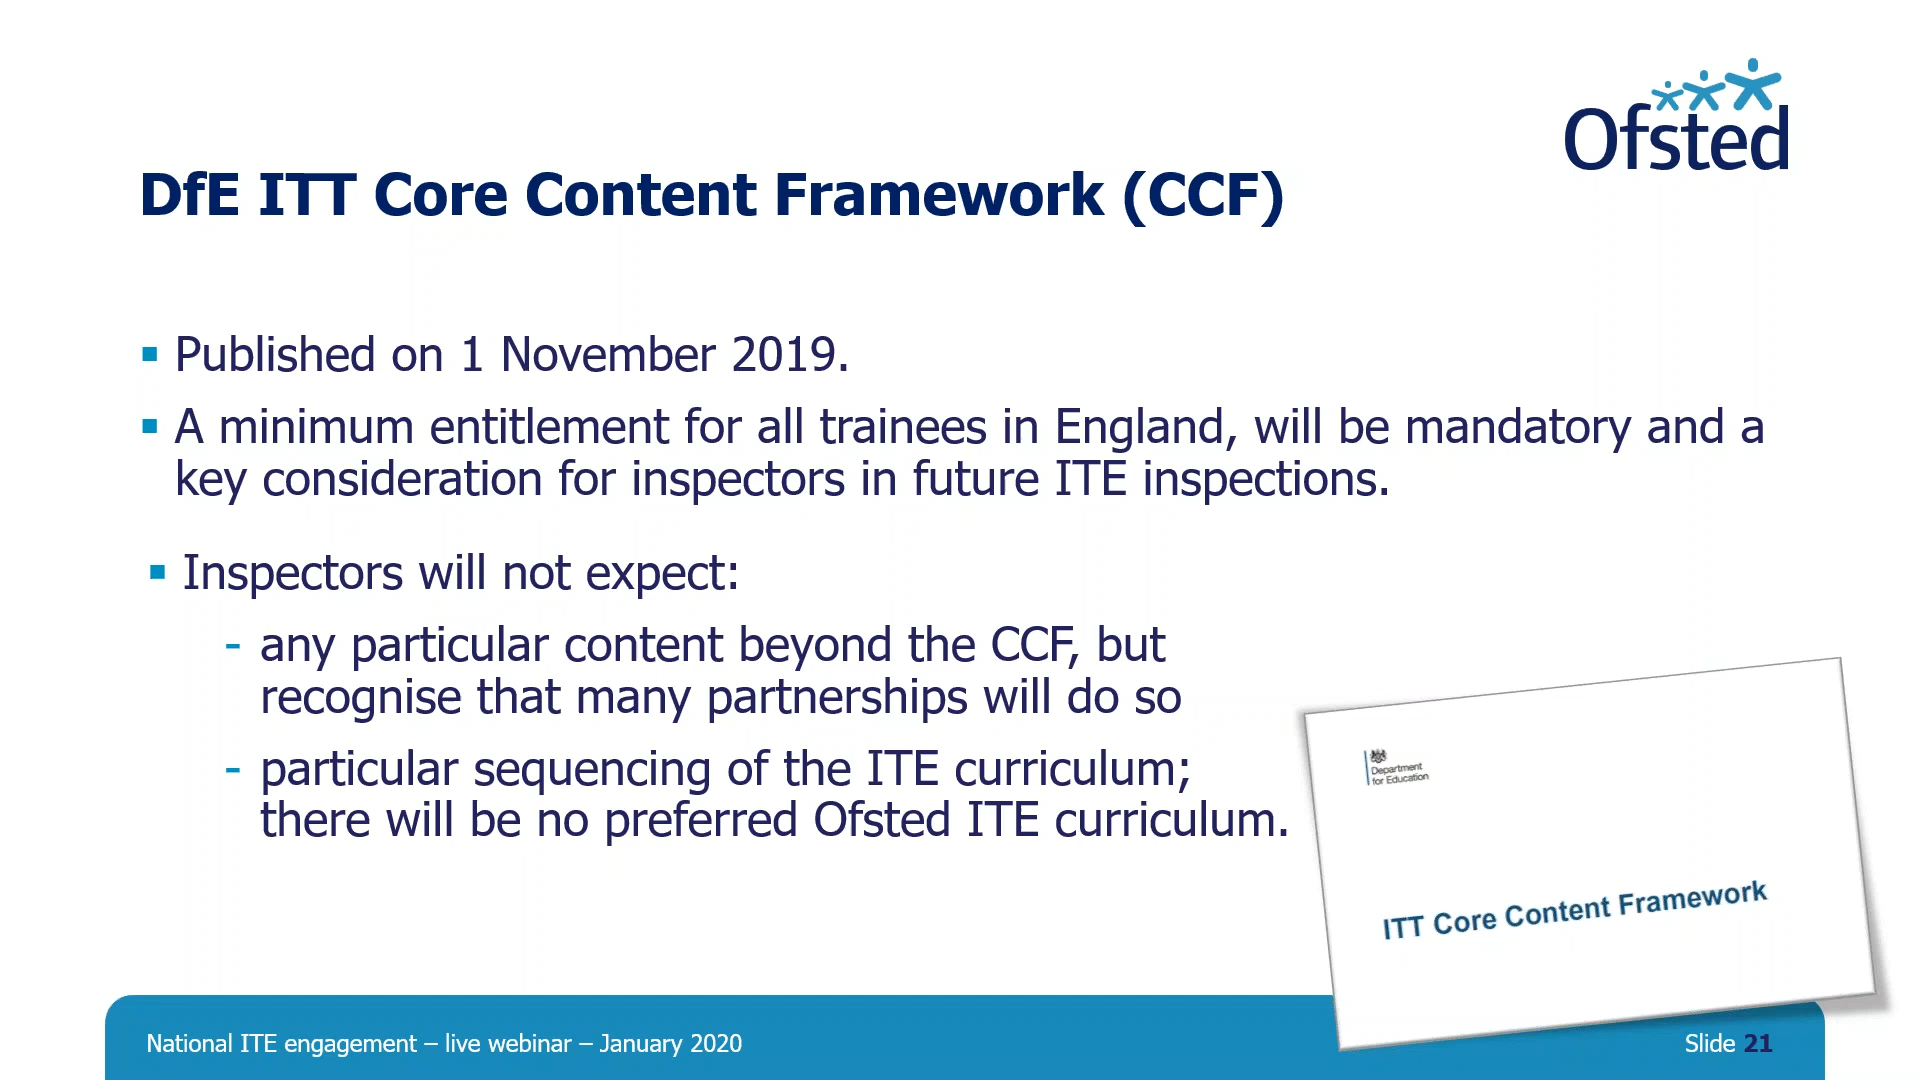 Ofsted
DfE ITT Core Content Framework (CCF)
▪ Published on 1 November 2019.
▪ A minimum entitlement for all trainees in England, will be mandatory and a
key consideration for inspectors in future ITE inspections.
▪ Inspectors will not expect:
- any particular content beyond the CCF, but
recognise that many partnerships will do so
- particular sequencing of the ITE curriculum;
there will be no preferred Ofsted ITE curriculum.
Department
for Education
ITT Core Content Framework
National ITE engagement – live webinar – January 2020
Slide 21